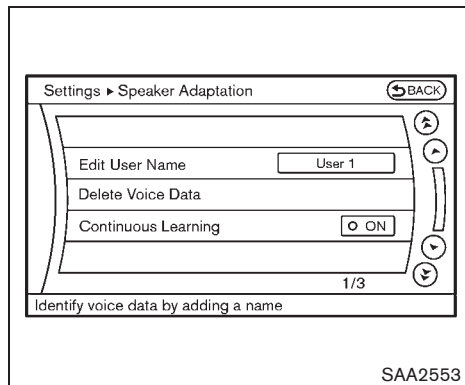 Settings ▸ Speaker Adaptation BACK
Edit User Name User 1
Delete Voice Data
Continuous Learning ON
1/3
Identify voice data by adding a name
SAA2553